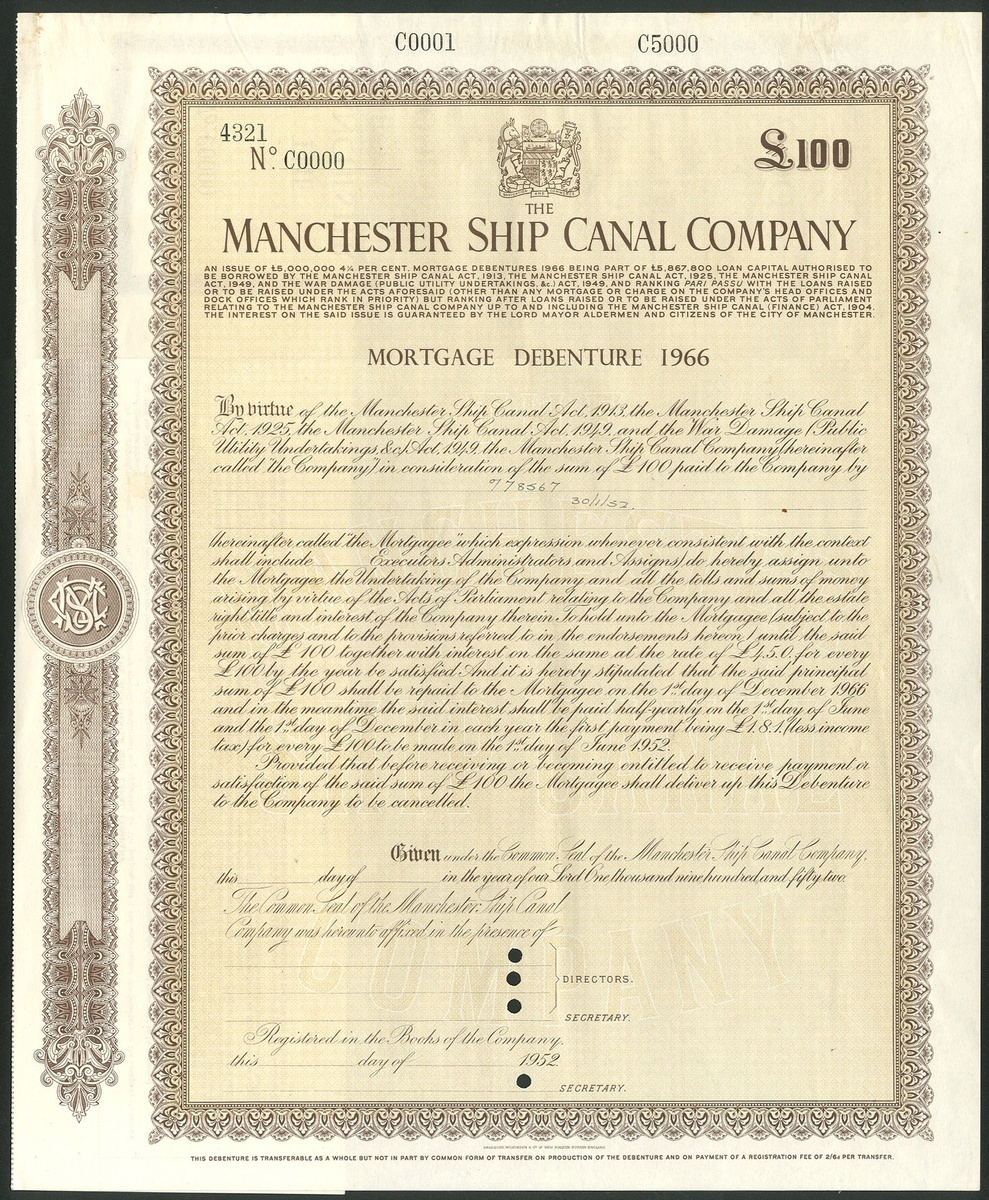 C0001 C5000
4321
Nº. C0000
£100
THE
MANCHESTER SHIP CANAL COMPANY
AN ISSUE OF £5,000,000 4¼ PER CENT. MORTGAGE DEBENTURES 1966 BEING PART OF £5,867,800 LOAN CAPITAL AUTHORISED TO
BE BORROWED BY THE MANCHESTER SHIP CANAL ACT, 1913, THE MANCHESTER SHIP CANAL ACT, 1925, THE MANCHESTER SHIP CANAL
ACT, 1949, AND THE WAR DAMAGE (PUBLIC UTILITY UNDERTAKINGS, &c.) ACT, 1949, AND RANKING PARI PASSU WITH THE LOANS RAISED
OR TO BE RAISED UNDER THE ACTS AFORESAID (OTHER THAN ANY MORTGAGE OR CHARGE ON THE COMPANY'S HEAD OFFICES AND
DOCK OFFICES WHICH RANK IN PRIORITY) BUT RANKING AFTER LOANS RAISED OR TO BE RAISED UNDER THE ACTS OF PARLIAMENT
RELATING TO THE MANCHESTER SHIP CANAL COMPANY UP TO AND INCLUDING THE MANCHESTER SHIP CANAL (FINANCE) ACT, 1904.
THE INTEREST ON THE SAID ISSUE IS GUARANTEED BY THE LORD MAYOR ALDERMEN AND CITIZENS OF THE CITY OF MANCHESTER.
MORTGAGE DEBENTURE 1966
By virtue of the Manchester Ship Canal Act, 1913, the Manchester Ship Canal
Act, 1925, the Manchester Ship Canal Act, 1949, and the War Damage (Public
Utility Undertakings, &c.) Act, 1949, the Manchester Ship Canal Company (hereinafter
called "the Company") in consideration of the sum of £100 paid to the Company by
978567
30/1/52.
(hereinafter called "the Mortgagee" which expression whenever consistent with the context
shall include Executors Administrators and Assigns) do hereby assign unto
the Mortgagee the Undertaking of the Company and all the tolls and sums of money
arising by virtue of the Acts of Parliament relating to the Company and all the estate
right title and interest of the Company therein To hold unto the Mortgagee (subject to the
prior charges and to the provisions referred to in the endorsements hereon) until the said
sum of £100 together with interest on the same at the rate of £4.5.0. for every
£100 by the year be satisfied And it is hereby stipulated that the said principal
sum of £100 shall be repaid to the Mortgagee on the 1st day of December 1966
and in the meantime the said interest shall be paid half-yearly on the 1st day of June
and the 1st day of December in each year the first payment being £1.8.1. (less income
tax) for every £100 to be made on the 1st day of June 1952.
Provided that before receiving or becoming entitled to receive payment or
satisfaction of the said sum of £100 the Mortgagee shall deliver up this Debenture
to the Company to be cancelled.
Given under the Common Seal of the Manchester Ship Canal Company,
this day of in the year of our Lord One thousand nine hundred and fifty two.
The Common Seal of the Manchester Ship Canal
Company was hereunto affixed in the presence of
DIRECTORS.
SECRETARY.
Registered in the Books of the Company.
this day of 1952.
SECRETARY.
THIS DEBENTURE IS TRANSFERABLE AS A WHOLE BUT NOT IN PART BY COMMON FORM OF TRANSFER ON PRODUCTION OF THE DEBENTURE AND ON PAYMENT OF A REGISTRATION FEE OF 2/6d PER TRANSFER.